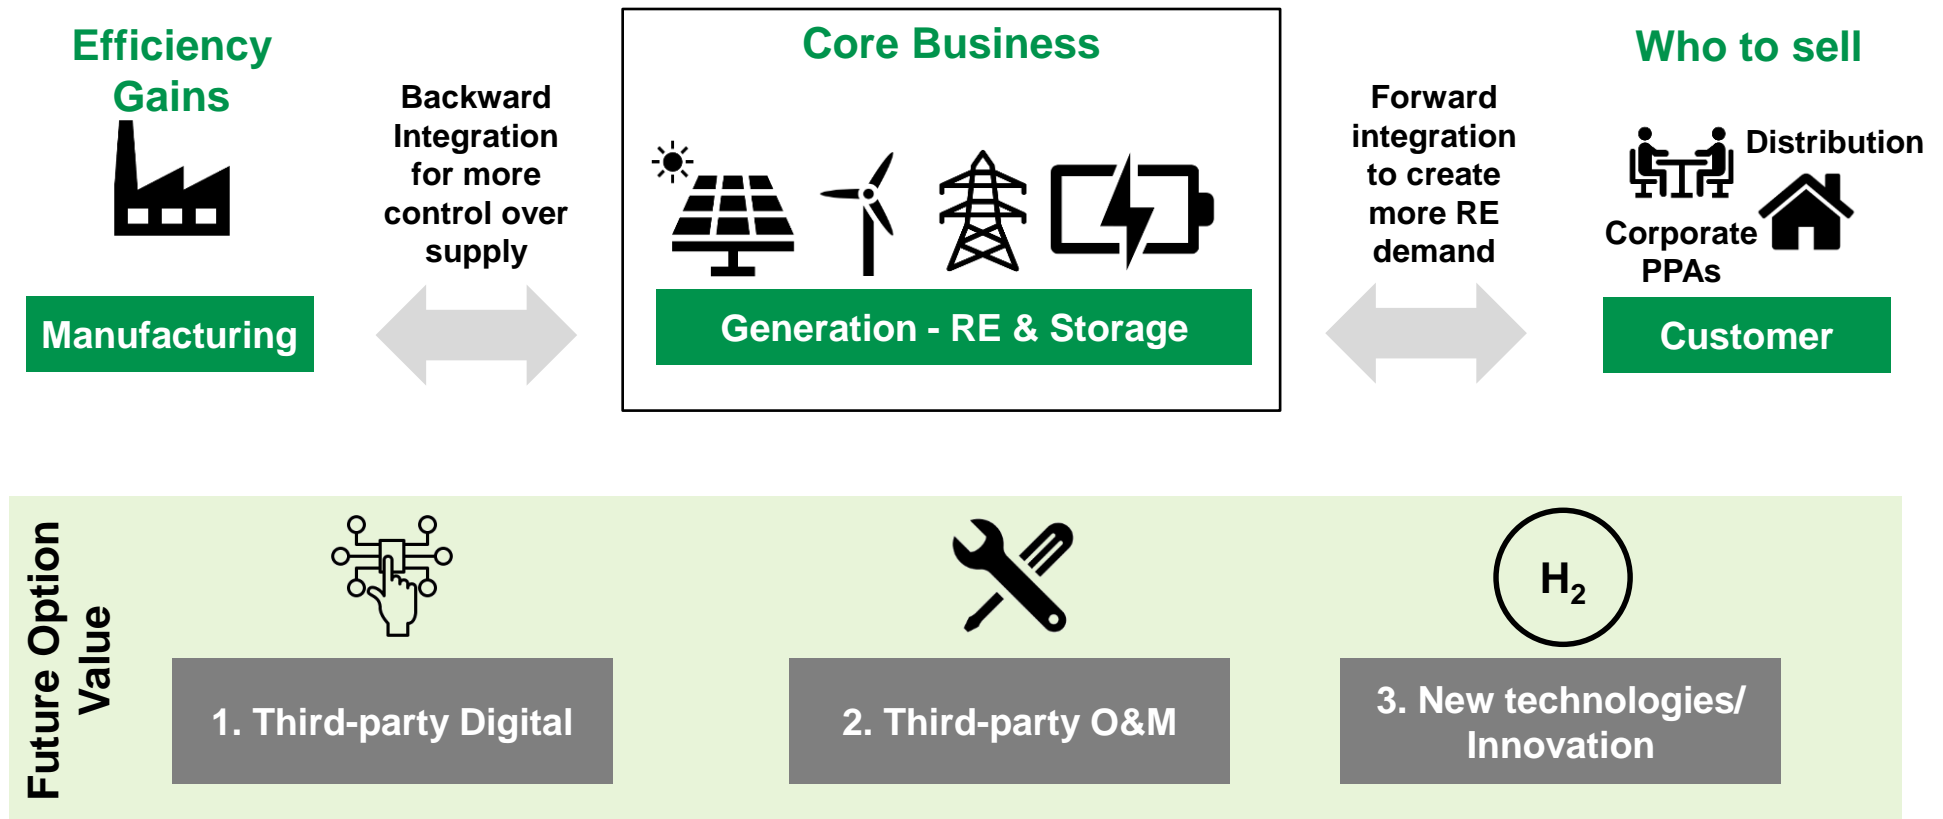 Efficiency
Gains
Manufacturing
Backward
Integration
for more
control over
supply
Core Business
Generation - RE & Storage
Forward
integration
to create
more RE
demand
Who to sell
Distribution
Corporate
PPAs
Customer
Future Option
Value
1. Third-party Digital
2. Third-party O&M
H₂
3. New technologies/
Innovation